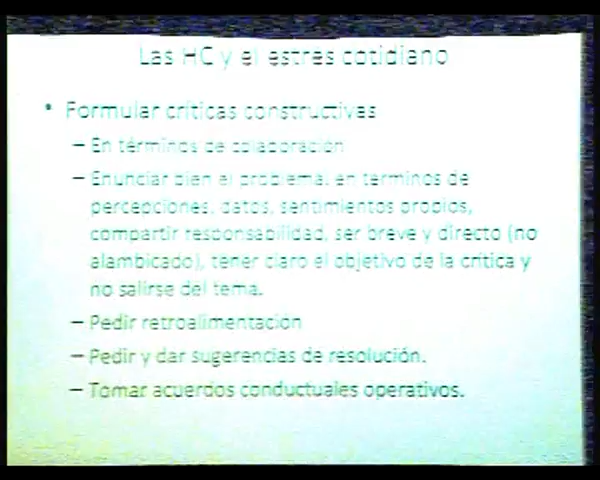 Las HC y el estres cotidiano
• Formular críticas constructivas
– En términos de colaboración
– Enunciar bien el problema, en terminos de
percepciones, datos, sentimientos propios,
compartir responsabilidad, ser breve y directo (no
alambicado), tener claro el objetivo de la crítica y
no salirse del tema.
– Pedir retroalimentacion
– Pedir y dar sugerencias de resolución.
– Tomar acuerdos conductuales operativos.